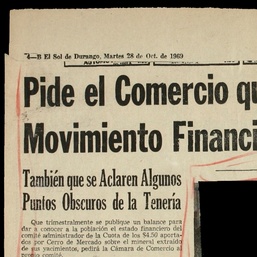 4—B El Sol de Durango, Martes 28 de Oct. de 1969
Pide el Comercio qu
Movimiento Financi
También que se Aclaren Algunos
Puntos Obscuros de la Tenería
Que trimestralmente se publique un balance para
dar a conocer a la población el estado financiero del
comité administrador de la Cuota de los $4.50 aporta-
dos por Cerro de Mercado sobre el mineral extraído
de sus yacimientos, pedirá la Cámara de Comercio al
propio comité.